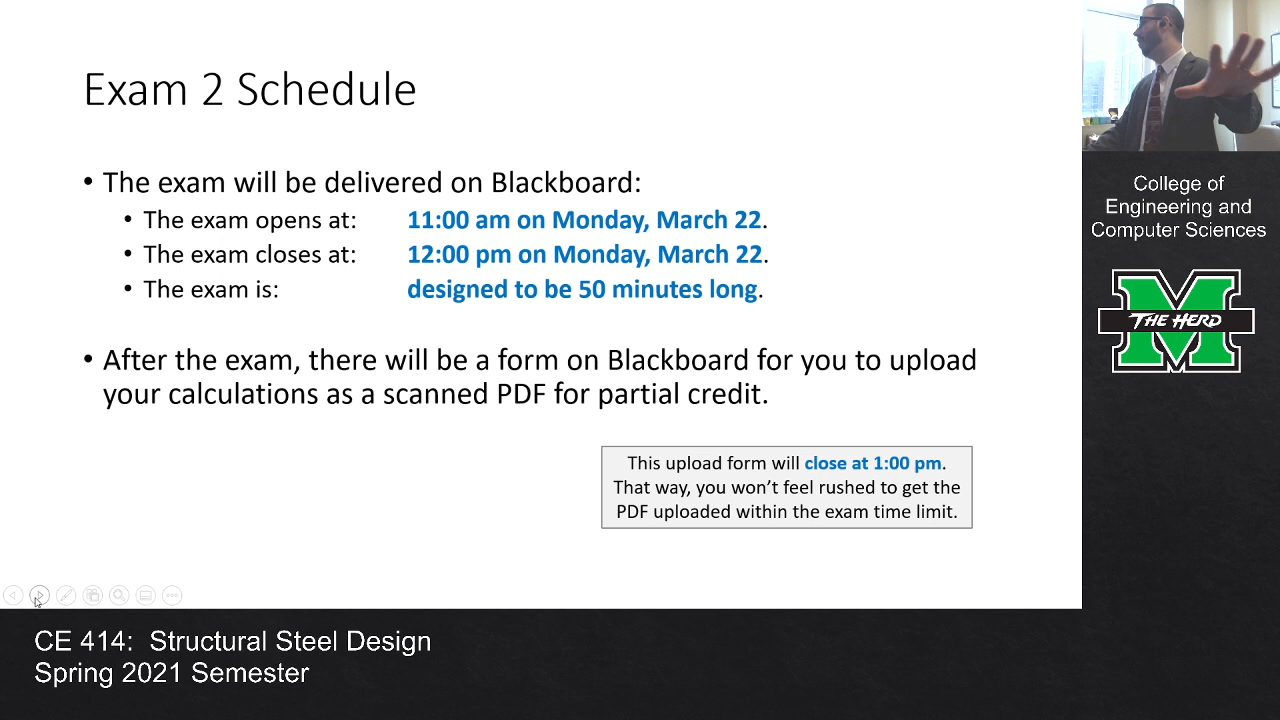 Exam 2 Schedule
• The exam will be delivered on Blackboard:
• The exam opens at: 11:00 am on Monday, March 22.
• The exam closes at: 12:00 pm on Monday, March 22.
• The exam is: designed to be 50 minutes long.
• After the exam, there will be a form on Blackboard for you to upload
your calculations as a scanned PDF for partial credit.
This upload form will close at 1:00 pm.
That way, you won’t feel rushed to get the
PDF uploaded within the exam time limit.
College of
Engineering and
Computer Sciences
M
THE HERD
CE 414: Structural Steel Design
Spring 2021 Semester